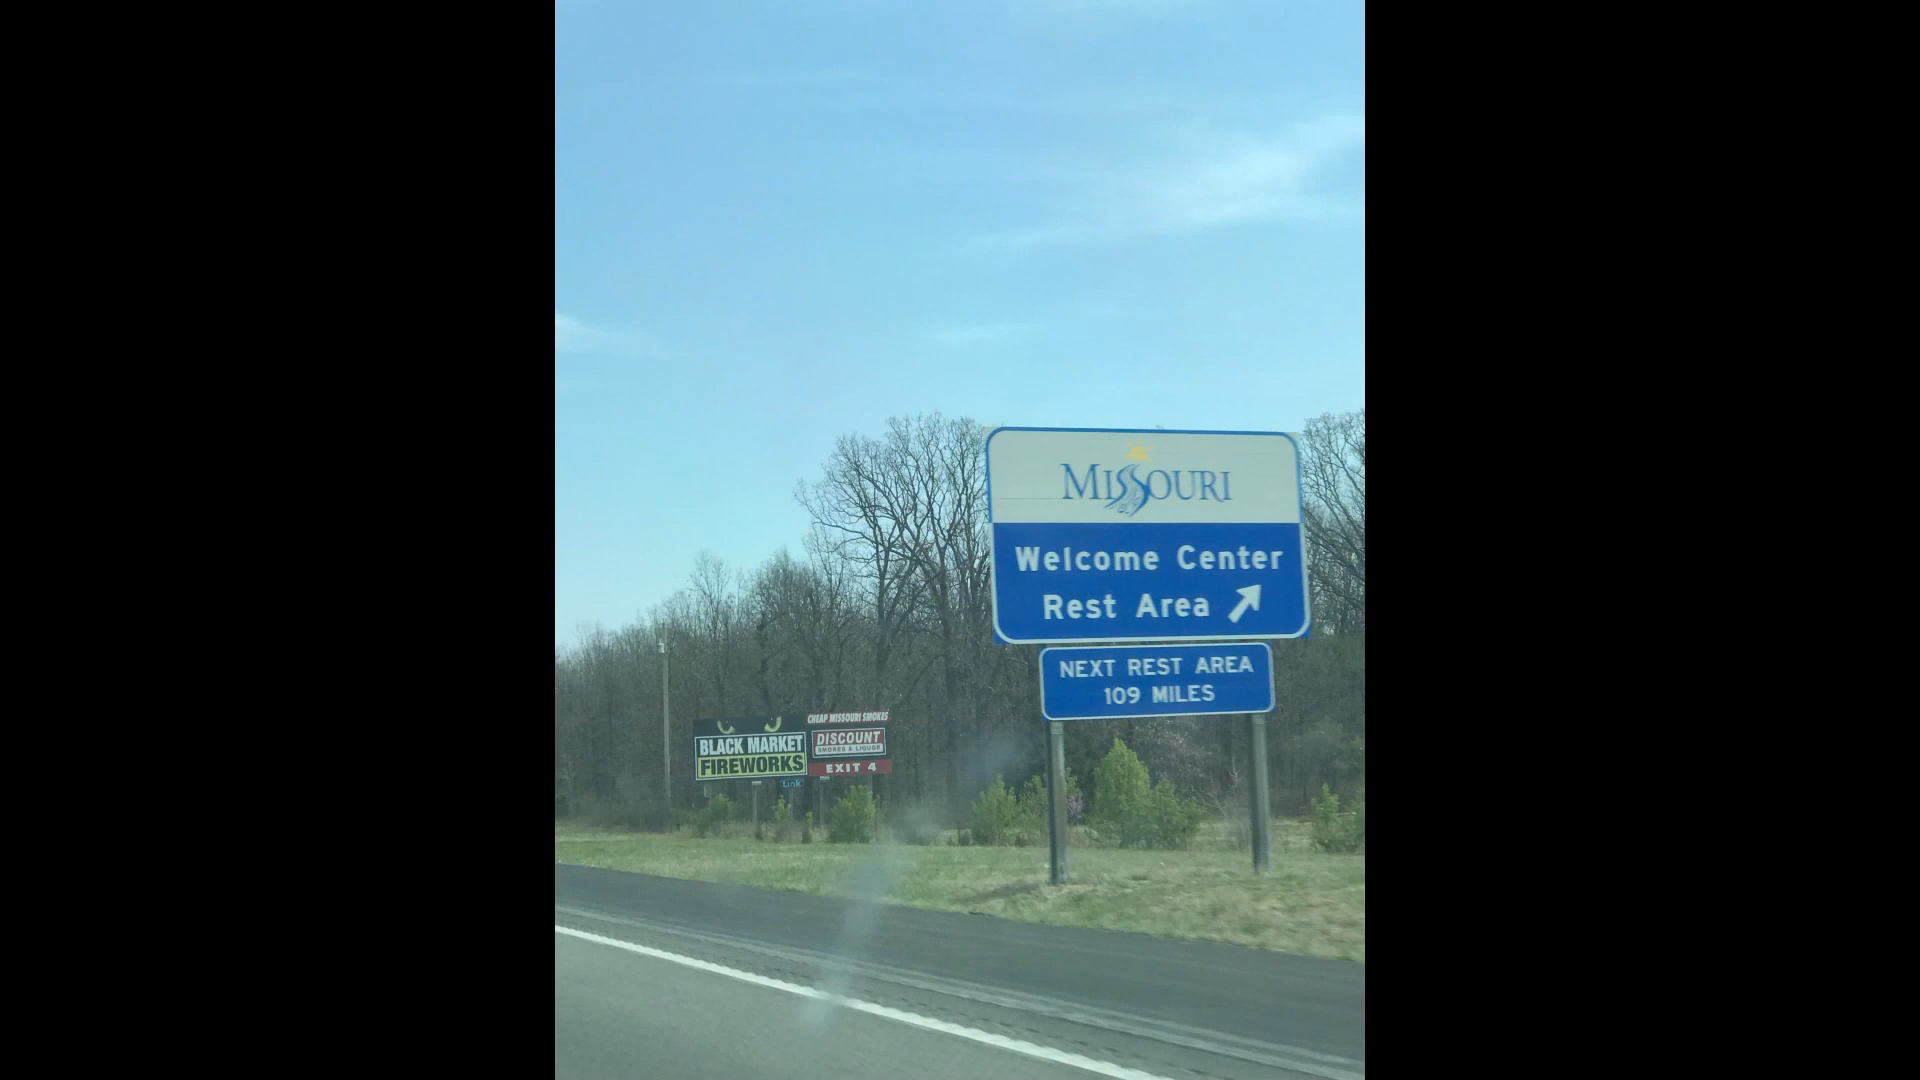 MISSOURI
Welcome Center
Rest Area
NEXT REST AREA
109 MILES
BLACK MARKET
FIREWORKS
CHEAP MISSOURI SMOKES
DISCOUNT
SMOKES & LIQUOR
EXIT 4
Link